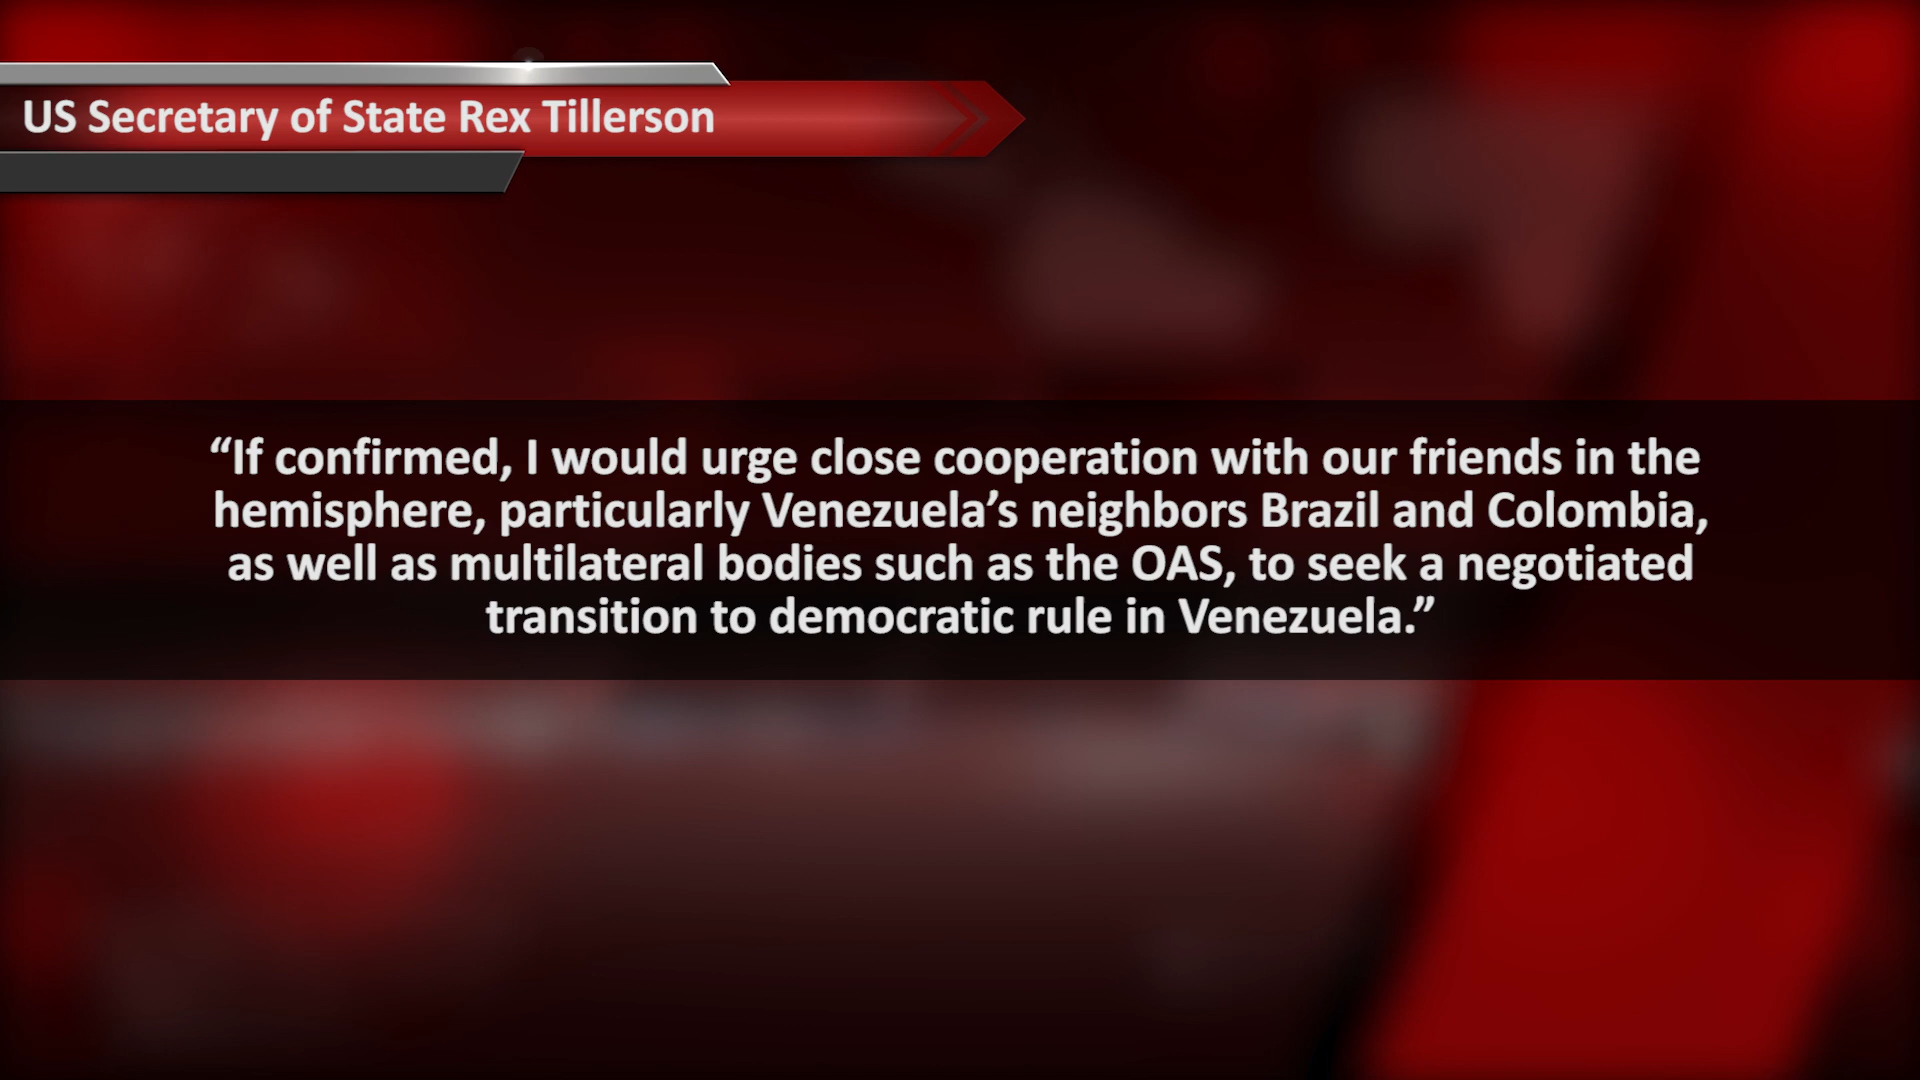 US Secretary of State Rex Tillerson
“If confirmed, I would urge close cooperation with our friends in the
hemisphere, particularly Venezuela’s neighbors Brazil and Colombia,
as well as multilateral bodies such as the OAS, to seek a negotiated
transition to democratic rule in Venezuela.”